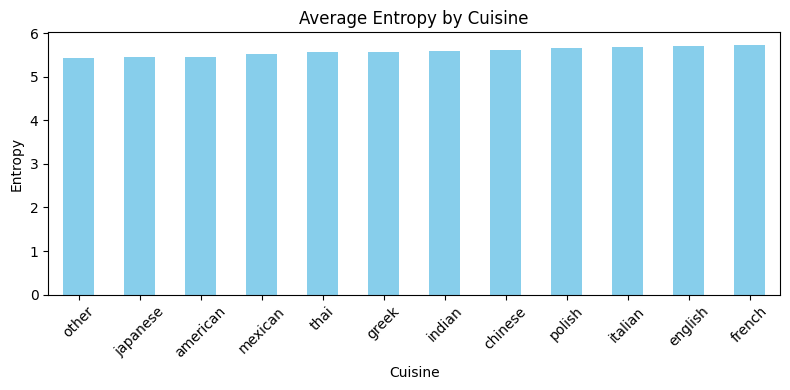 Average Entropy by Cuisine
Entropy
6
5
4
3
2
1
0
other
japanese
american
mexican
thai
greek
indian
chinese
polish
italian
english
french
Cuisine